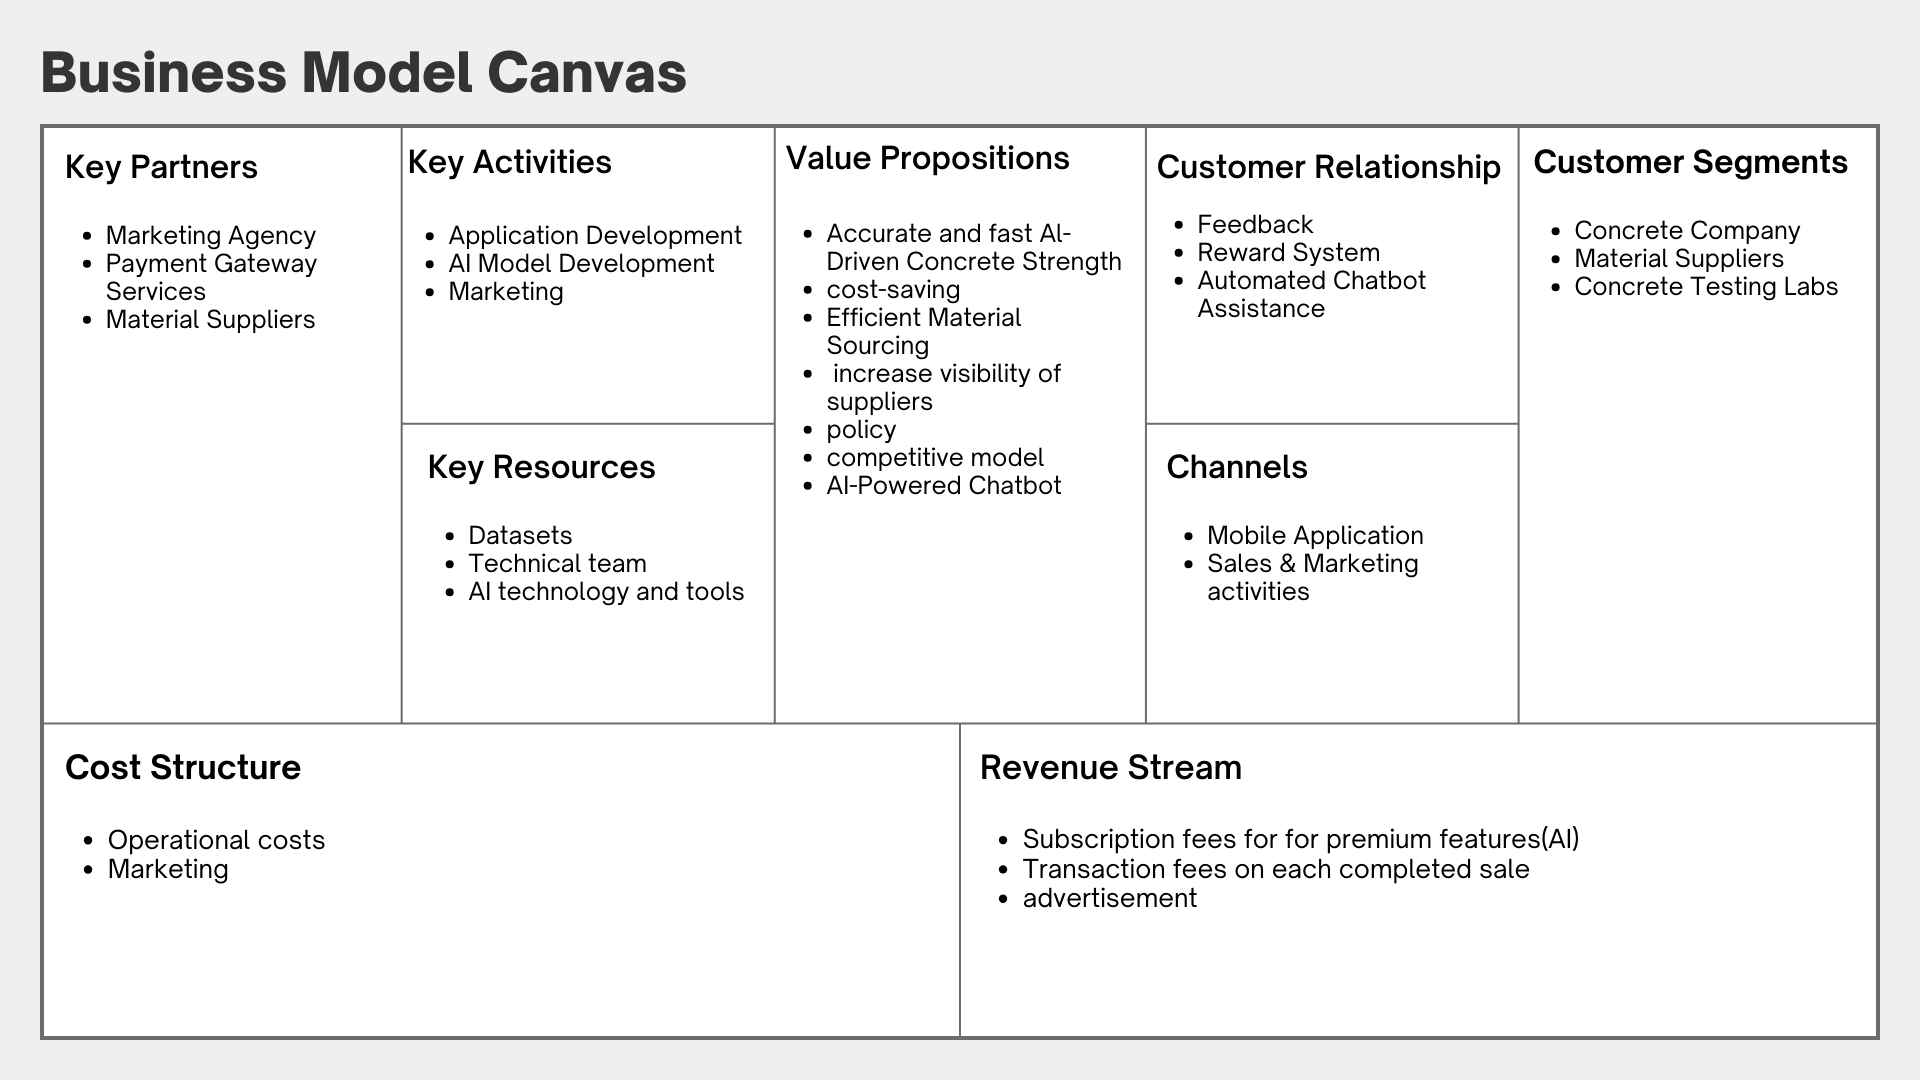 Business Model Canvas
Key Partners
Marketing Agency
Payment Gateway
Services
Material Suppliers
Key Activities
Application Development
AI Model Development
Marketing
Key Resources
Datasets
Technical team
AI technology and tools
Value Propositions
Accurate and fast AI-
Driven Concrete Strength
cost-saving
Efficient Material
Sourcing
increase visibility of
suppliers
policy
competitive model
AI-Powered Chatbot
Customer Relationship
Feedback
Reward System
Automated Chatbot
Assistance
Channels
Mobile Application
Sales & Marketing
activities
Customer Segments
Concrete Company
Material Suppliers
Concrete Testing Labs
Cost Structure
Operational costs
Marketing
Revenue Stream
Subscription fees for for premium features(AI)
Transaction fees on each completed sale
advertisement